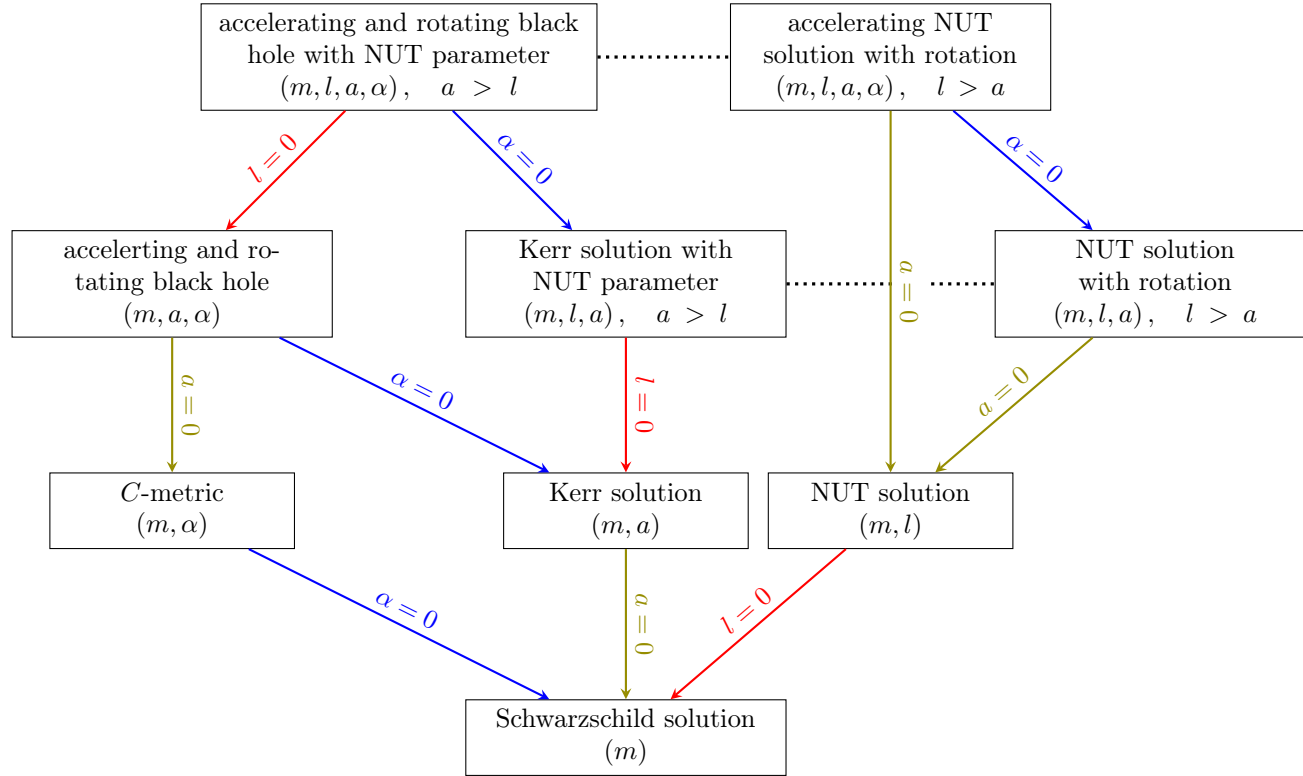 accelerating and rotating black
hole with NUT parameter
(m, l, a, α) ,   a > l
accelerating NUT
solution with rotation
(m, l, a, α) ,   l > a
l = 0
α = 0
α = 0
accelerting and ro-
tating black hole
(m, a, α)
Kerr solution with
NUT parameter
(m, l, a) ,   a > l
a = 0
NUT solution
with rotation
(m, l, a) ,   l > a
a = 0
α = 0
l = 0
a = 0
C-metric
(m, α)
Kerr solution
(m, a)
NUT solution
(m, l)
α = 0
a = 0
l = 0
Schwarzschild solution
(m)